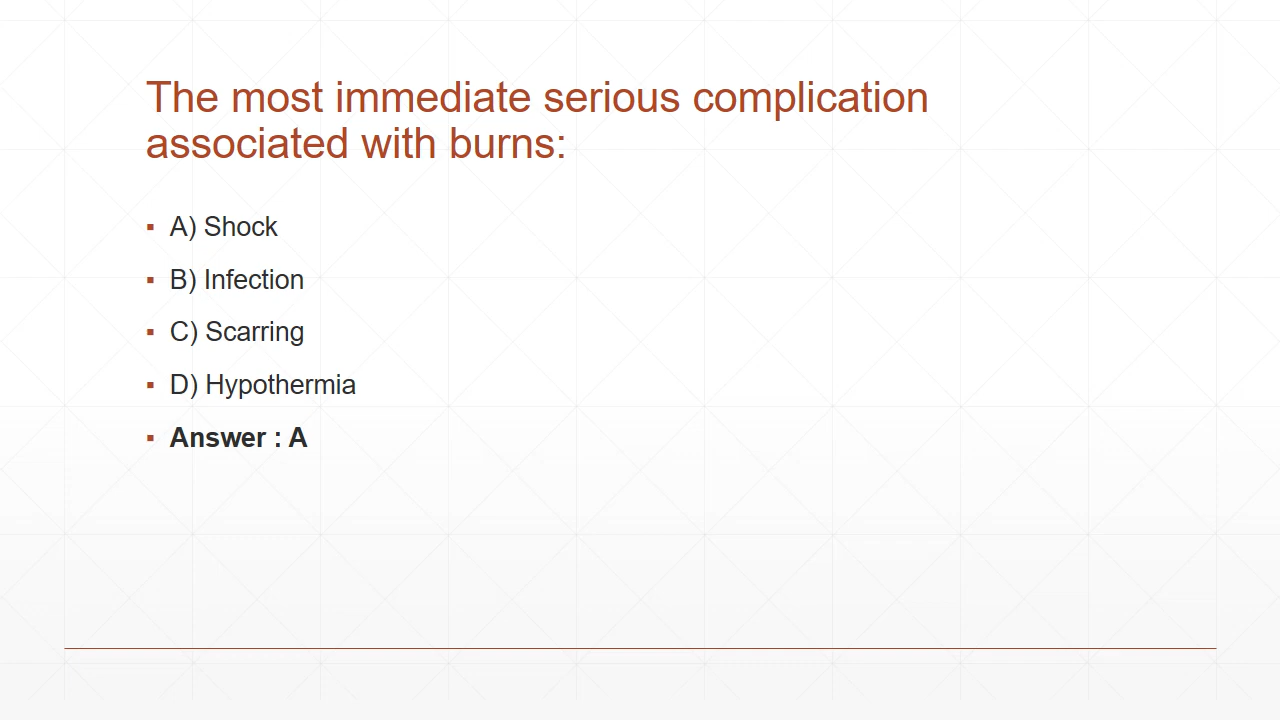 The most immediate serious complication
associated with burns:
▪ A) Shock
▪ B) Infection
▪ C) Scarring
▪ D) Hypothermia
▪ Answer : A